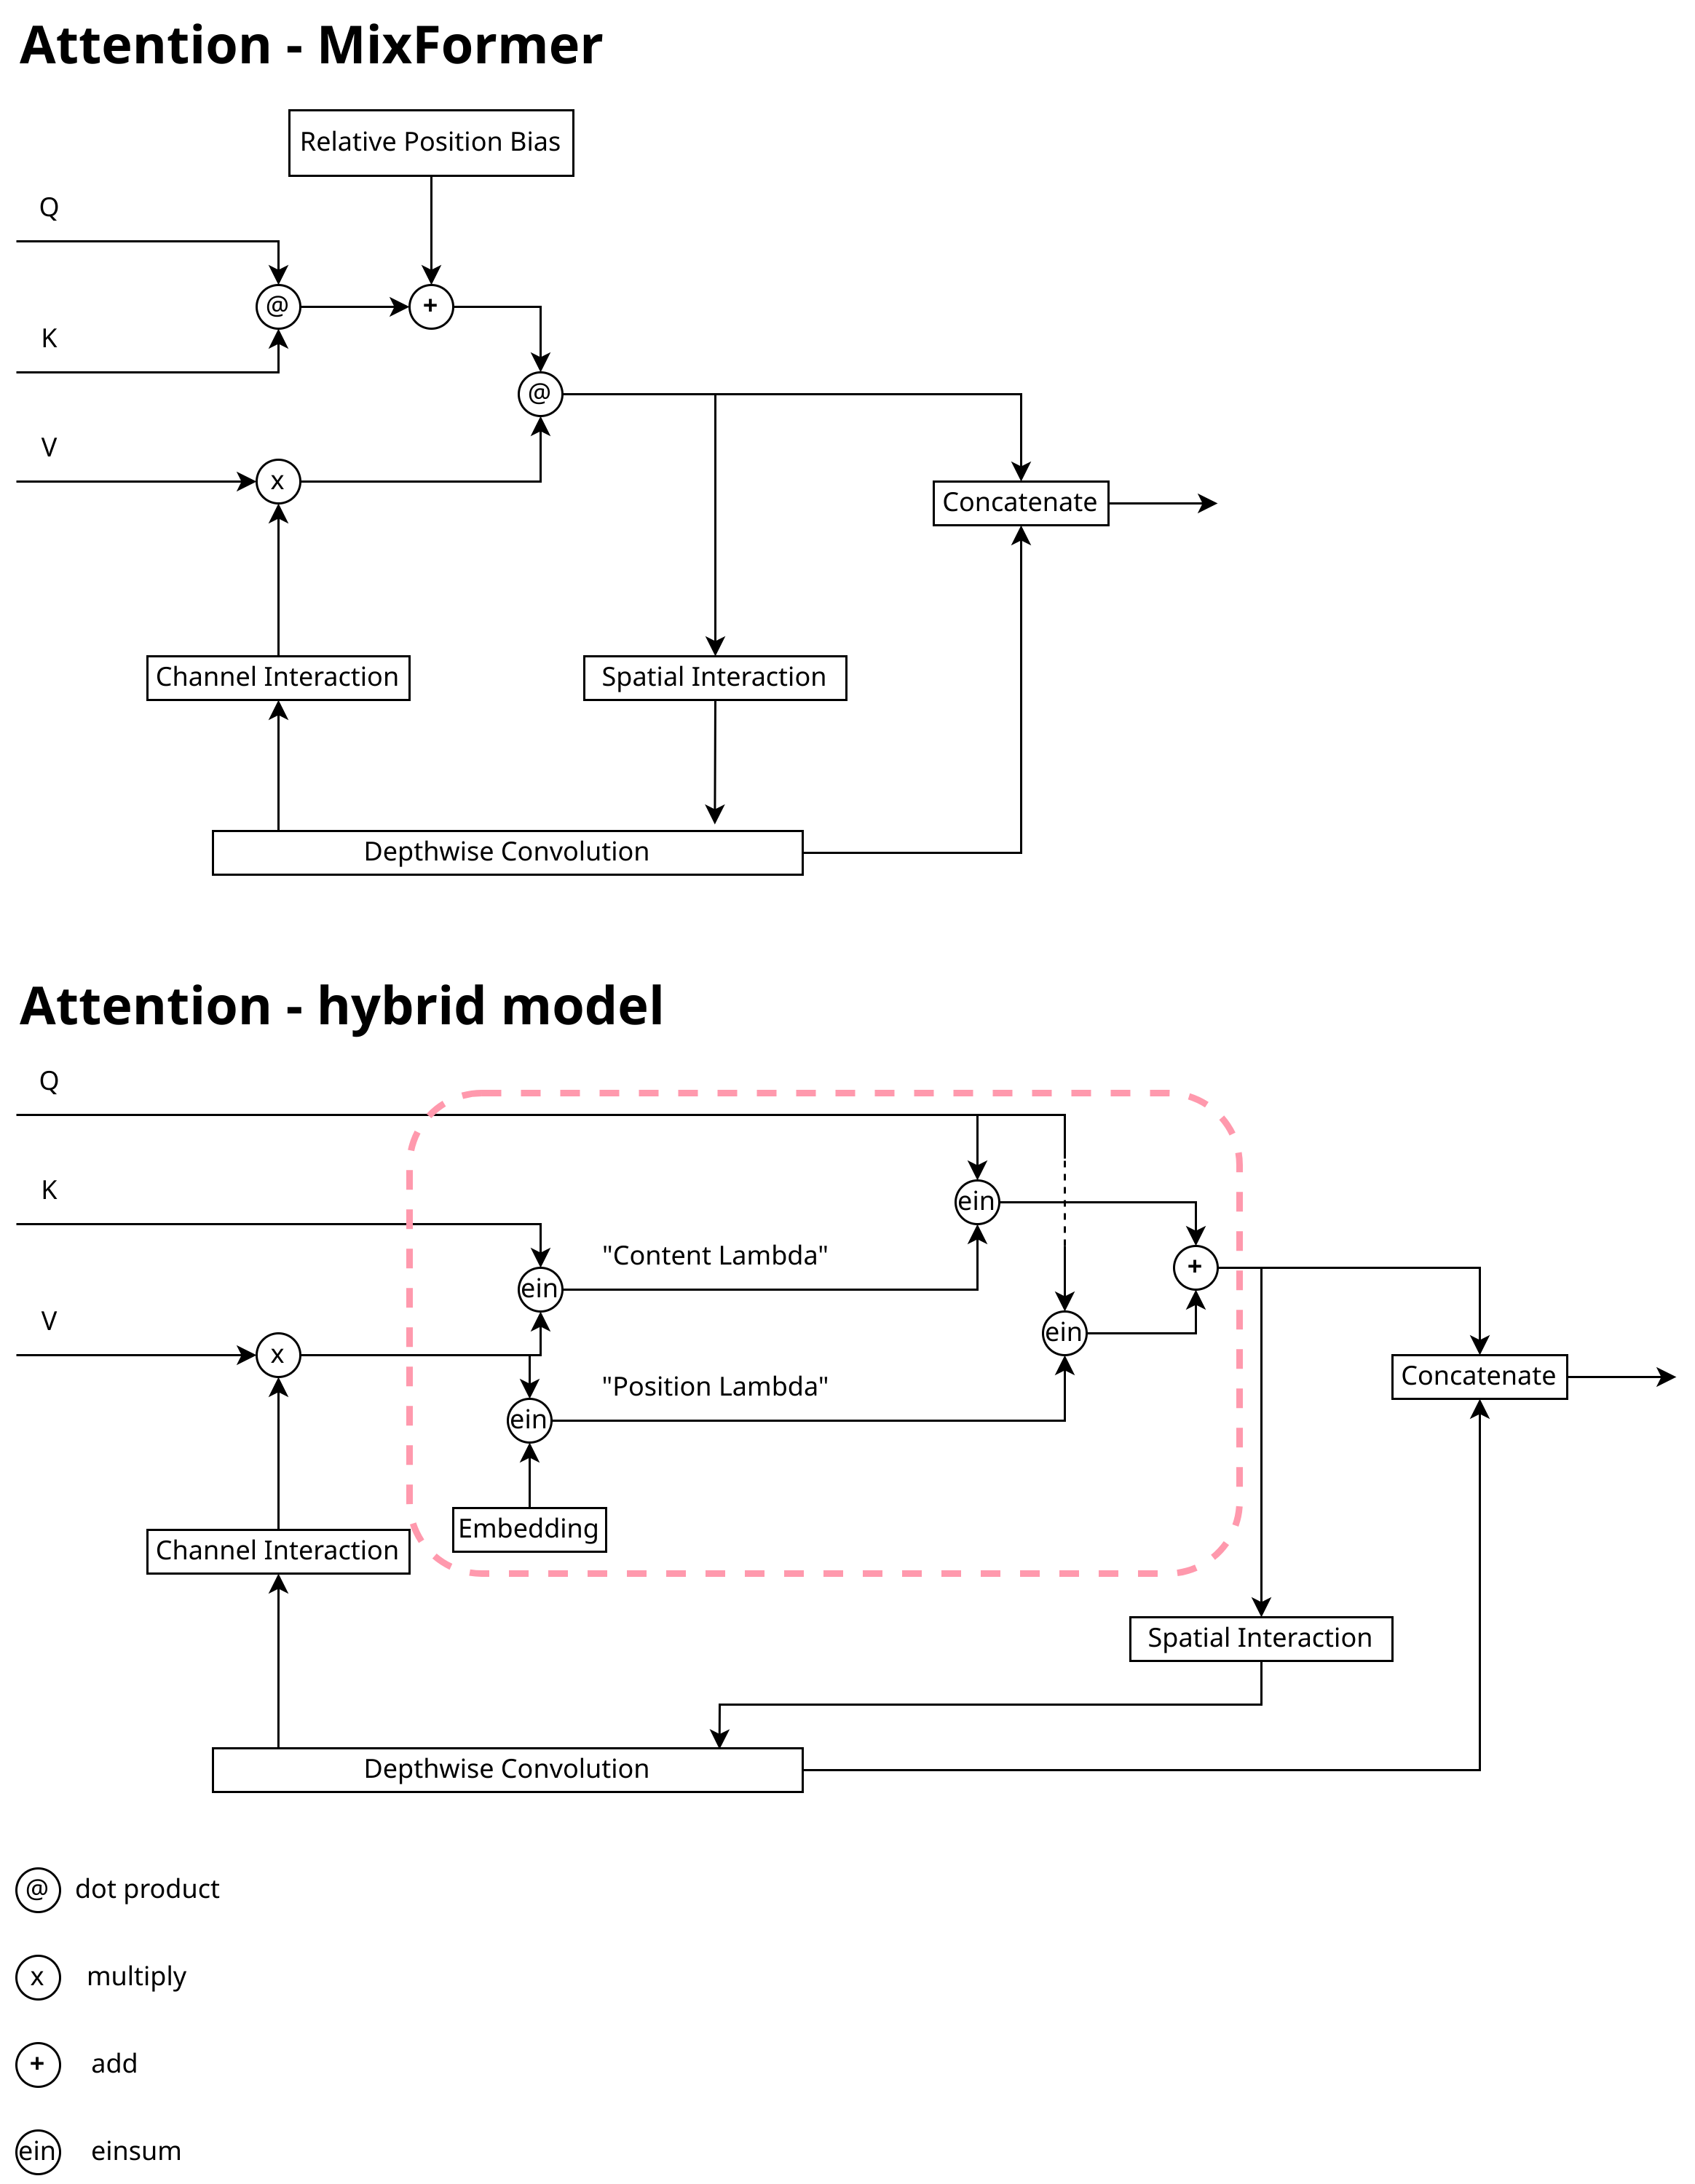 Attention - MixFormer
Relative Position Bias
Q
@
+
K
@
V
x
Concatenate
Channel Interaction
Spatial Interaction
Depthwise Convolution
Attention - hybrid model
Q
K
ein
"Content Lambda"
+
ein
V
ein
x
"Position Lambda"
Concatenate
ein
Embedding
Channel Interaction
Spatial Interaction
Depthwise Convolution
@ dot product
x multiply
+ add
ein einsum